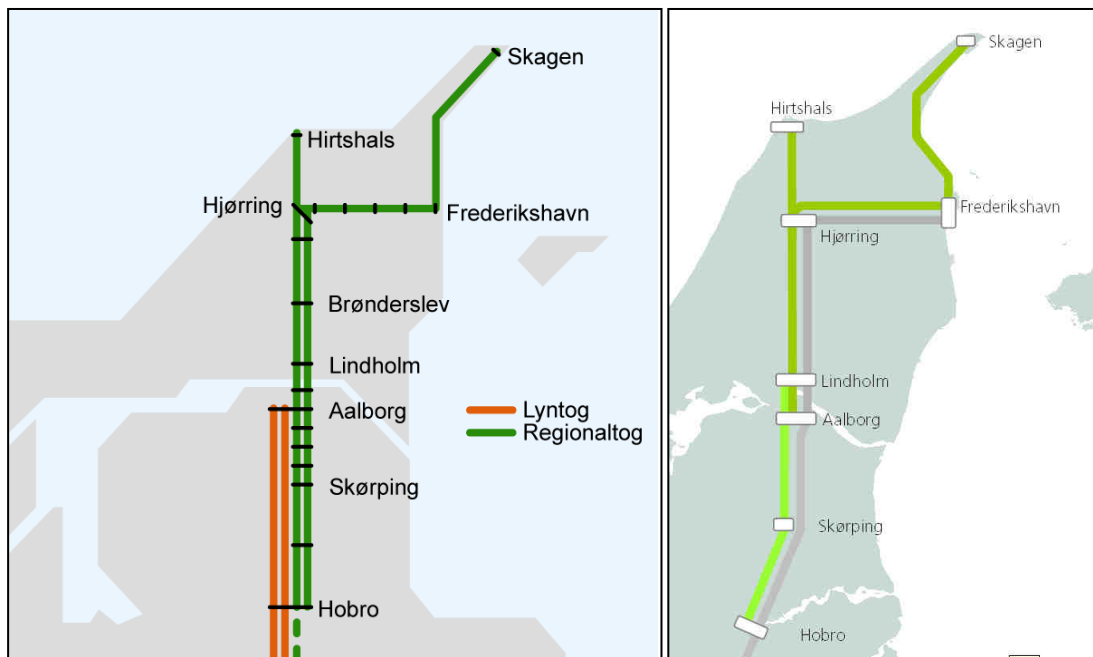 Skagen
Hirtshals
Hjørring
Frederikshavn
Brønderslev
Lindholm
Aalborg
Lyntog
Regionaltog
Skørping
Hobro
Skagen
Hirtshals
Frederikshavn
Hjørring
Lindholm
Aalborg
Skørping
Hobro